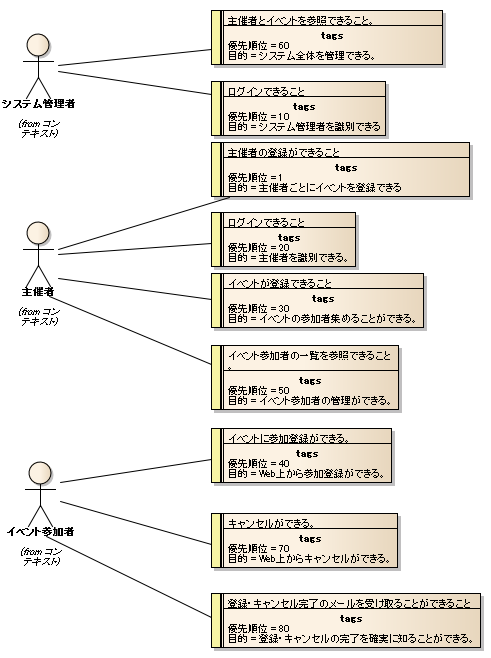 主催者とイベントを参照できること。
tags
優先順位 = 60
目的 = システム全体を管理できる。
システム管理者
(from コン
テキスト)
ログインできること
tags
優先順位 = 10
目的 = システム管理者を識別できる
主催者の登録ができること
tags
優先順位 =1
目的 = 主催者ごとにイベントを登録できる
ログインできること
tags
優先順位 = 20
目的 = 主催者を識別できる。
主催者
(from コン
テキスト)
イベントが登録できること
tags
優先順位 = 30
目的 = イベントの参加者集めることができる。
イベント参加者の一覧を参照できること
。
tags
優先順位 = 50
目的 = イベント参加者の管理ができる。
イベントに参加登録ができる。
tags
優先順位 = 40
目的 = Web上から参加登録ができる。
イベント参加者
(from コン
テキスト)
キャンセルができる。
tags
優先順位 = 70
目的 = Web上からキャンセルができる。
登録・キャンセル完了のメールを受け取ることができること
tags
優先順位 = 80
目的 = 登録・キャンセルの完了を確実に知ることができる。